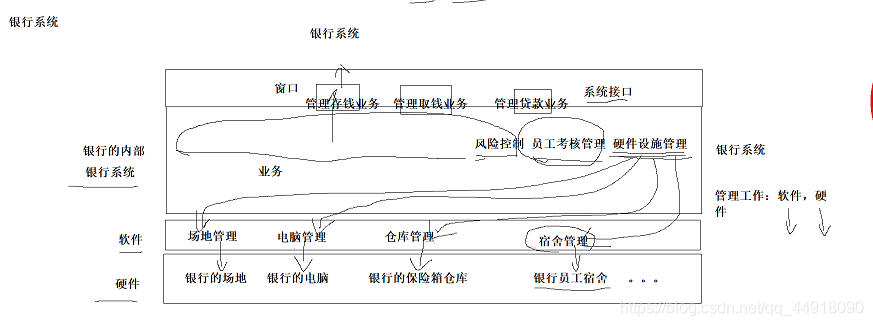 银行系统
银行系统
窗口
系统接口
管理存钱业务 管理取钱业务 管理贷款业务
风险控制 员工考核管理 硬件设施管理
银行的内部
银行系统
业务
银行系统
管理工作：软件，硬
件
软件
场地管理 电脑管理 仓库管理 宿舍管理
硬件
银行的场地 银行的电脑 银行的保险箱仓库 银行员工宿舍 。。。
https://blog.csdn.net/qq_44918090